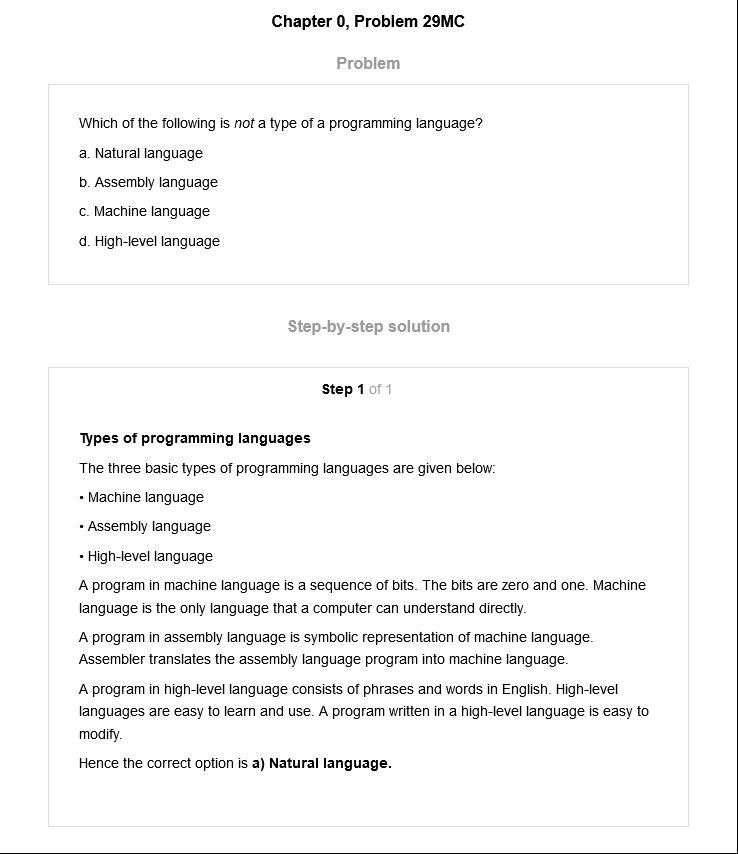 Chapter 0, Problem 29MC
Problem
Which of the following is not a type of a programming language?
a. Natural language
b. Assembly language
c. Machine language
d. High-level language
Step-by-step solution
Step 1 of 1
Types of programming languages
The three basic types of programming languages are given below:
• Machine language
• Assembly language
• High-level language
A program in machine language is a sequence of bits. The bits are zero and one. Machine
language is the only language that a computer can understand directly.
A program in assembly language is symbolic representation of machine language.
Assembler translates the assembly language program into machine language.
A program in high-level language consists of phrases and words in English. High-level
languages are easy to learn and use. A program written in a high-level language is easy to
modify.
Hence the correct option is a) Natural language.